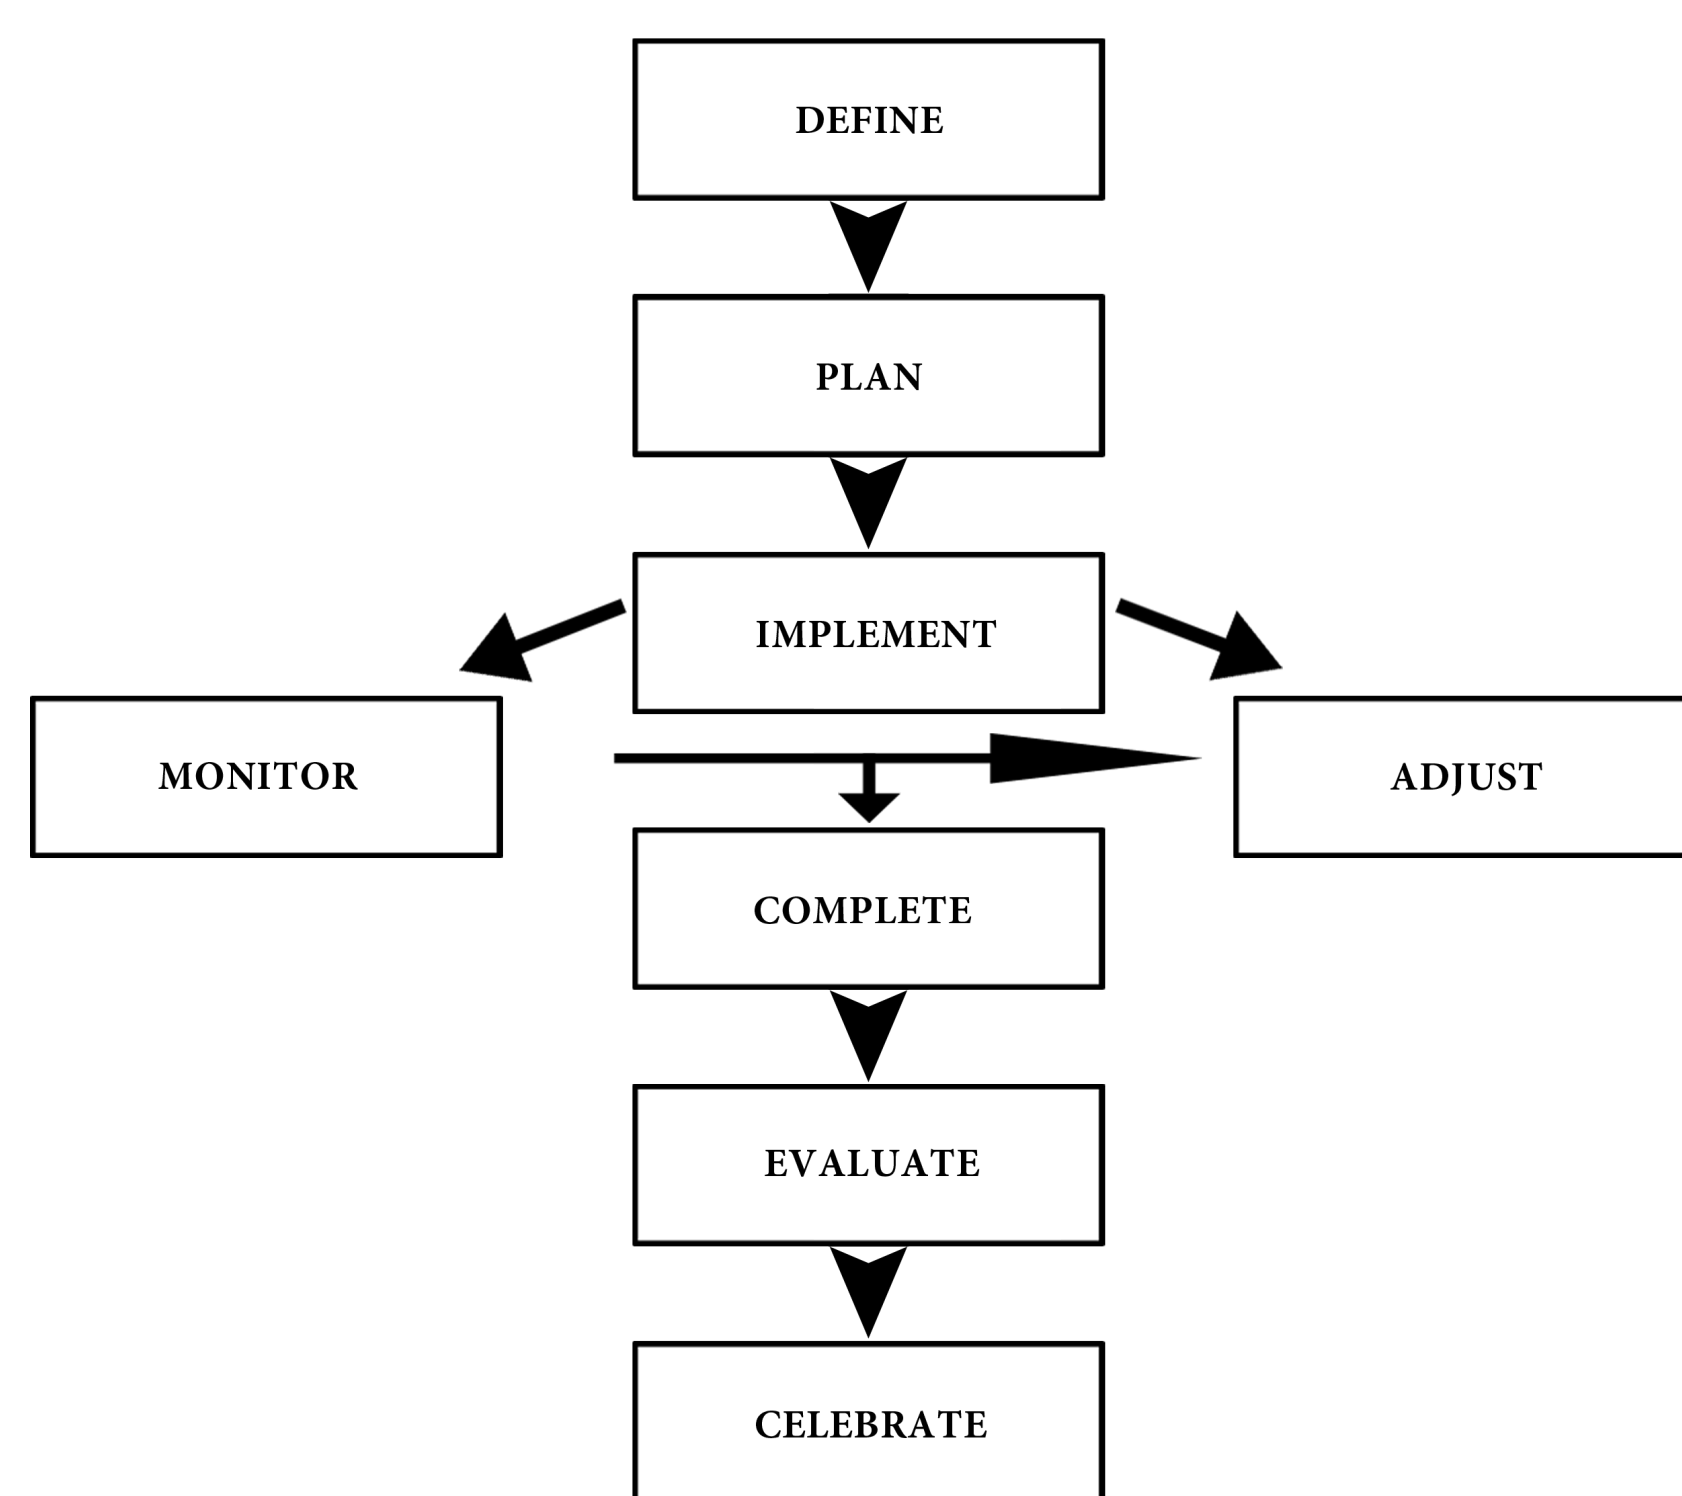 DEFINE
PLAN
IMPLEMENT
MONITOR
ADJUST
COMPLETE
EVALUATE
CELEBRATE